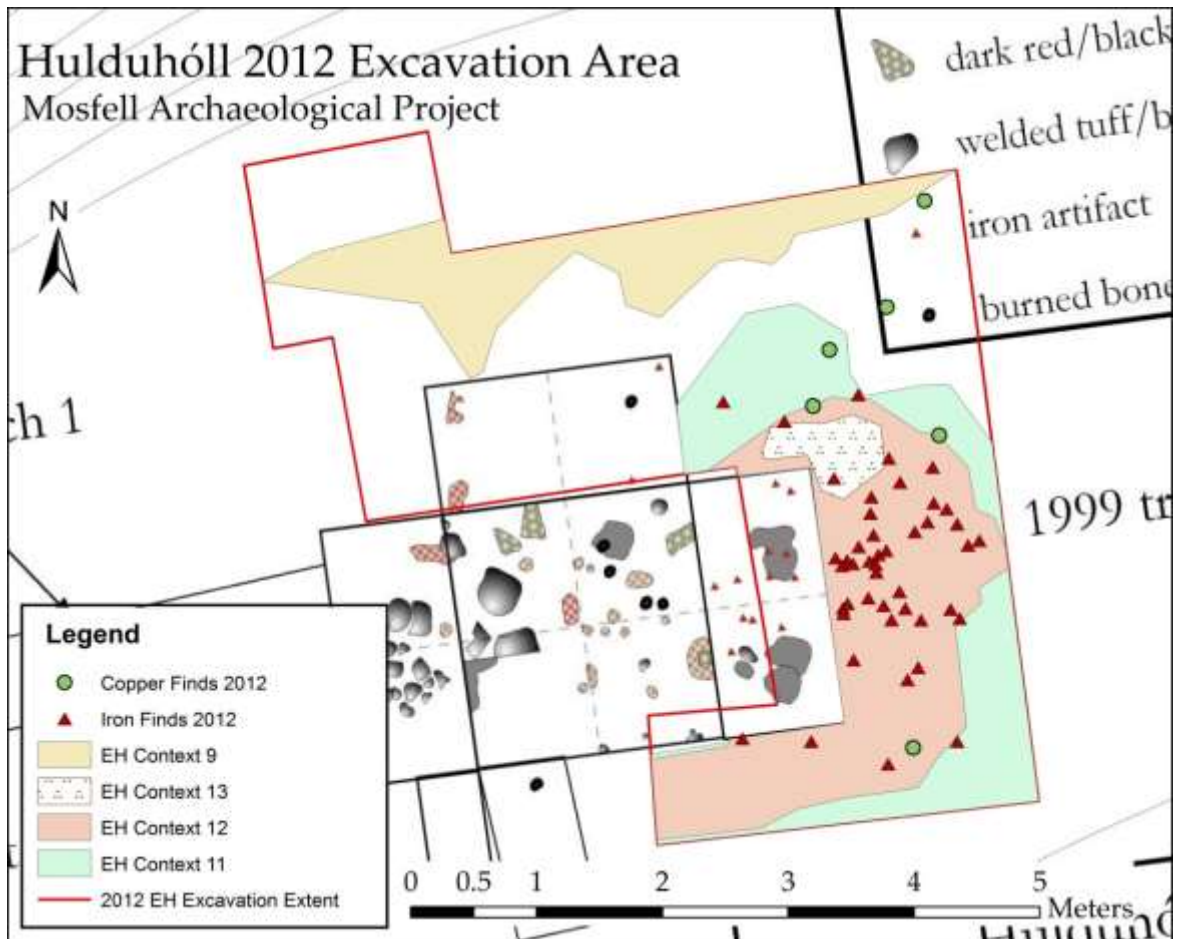 Hulduhóll 2012 Excavation Area
Mosfell Archaeological Project
N
dark red/black
welded tuff/b
iron artifact
burned bone
ch 1
1999 tr
Legend
Copper Finds 2012
Iron Finds 2012
EH Context 9
EH Context 13
EH Context 12
EH Context 11
2012 EH Excavation Extent
0 0.5 1 2 3 4 5
Meters